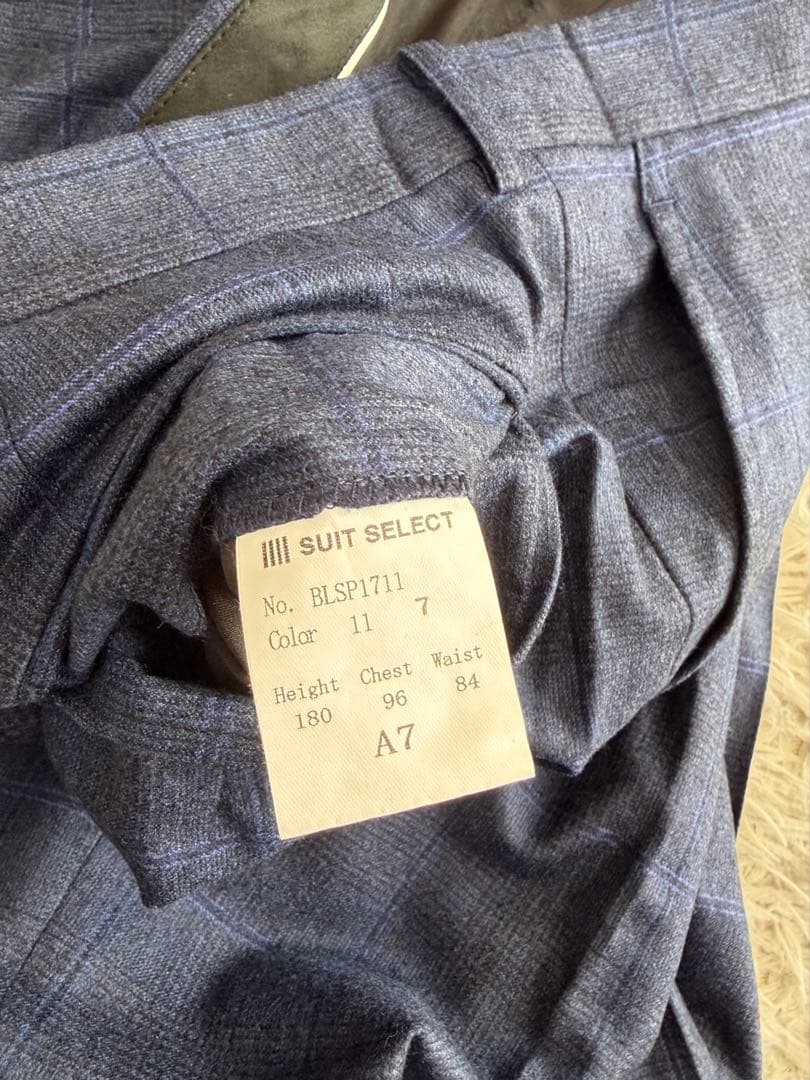 SUIT SELECT
No. BLSP1711
Color 11 7
Height Chest Waist
180 96 84
A7